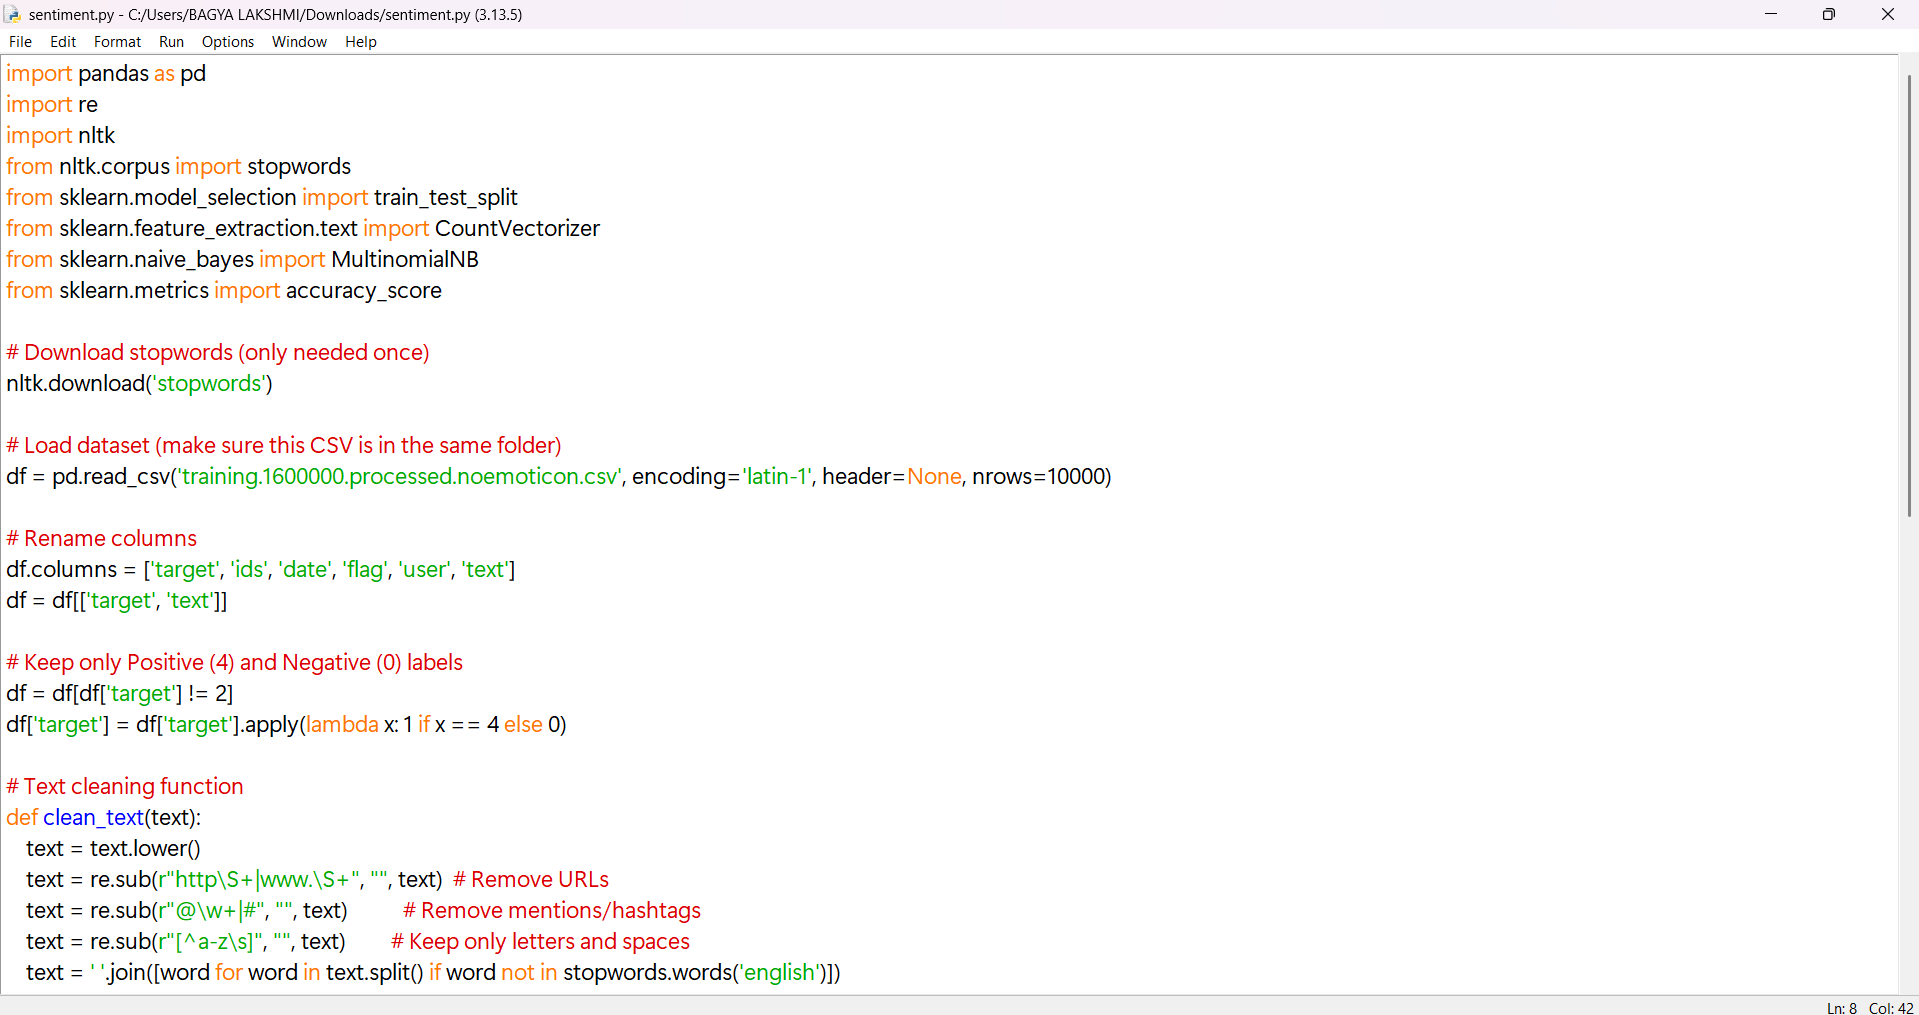 sentiment.py - C:/Users/BAGYA LAKSHMI/Downloads/sentiment.py (3.13.5)
File Edit Format Run Options Window Help
import pandas as pd
import re
import nltk
from nltk.corpus import stopwords
from sklearn.model_selection import train_test_split
from sklearn.feature_extraction.text import CountVectorizer
from sklearn.naive_bayes import MultinomialNB
from sklearn.metrics import accuracy_score
# Download stopwords (only needed once)
nltk.download('stopwords')
# Load dataset (make sure this CSV is in the same folder)
df = pd.read_csv('training.1600000.processed.noemoticon.csv', encoding='latin-1', header=None, nrows=10000)
# Rename columns
df.columns = ['target', 'ids', 'date', 'flag', 'user', 'text']
df = df[['target', 'text']]
# Keep only Positive (4) and Negative (0) labels
df = df[df['target'] != 2]
df['target'] = df['target'].apply(lambda x: 1 if x == 4 else 0)
# Text cleaning function
def clean_text(text):
    text = text.lower()
    text = re.sub(r"http\S+|www.\S+", "", text)  # Remove URLs
    text = re.sub(r"@\w+|#", "", text)         # Remove mentions/hashtags
    text = re.sub(r"[^a-z\s]", "", text)       # Keep only letters and spaces
    text = ' '.join([word for word in text.split() if word not in stopwords.words('english')])
Ln: 8 Col: 42